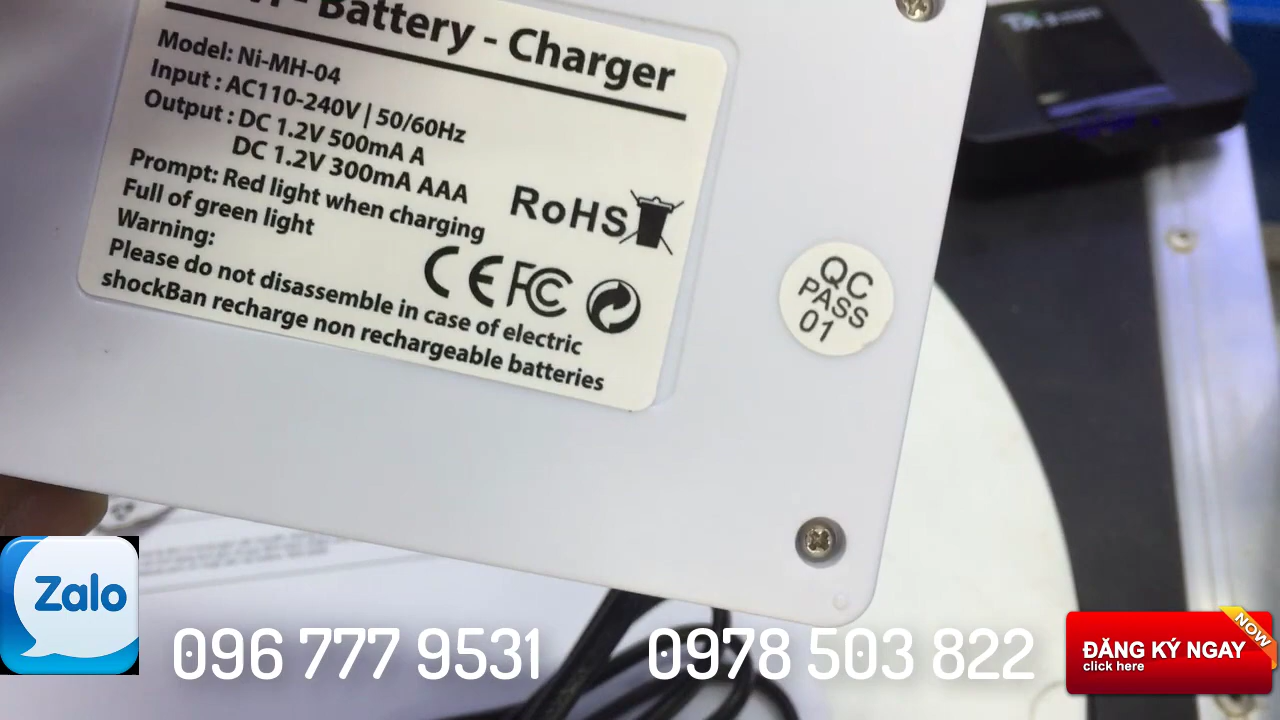 - Battery - Charger
Model: Ni-MH-04
Input : AC110-240V | 50/60Hz
Output : DC 1.2V 500mA A
DC 1.2V 300mA AAA
Prompt: Red light when charging
Full of green light
Warning:
Please do not disassemble in case of electric
shockBan recharge non rechargeable batteries
RoHS
CE FC
QC
PASS
01
Zalo
096 777 9531
0978 503 822
ĐĂNG KÝ NGAY
click here
NOW